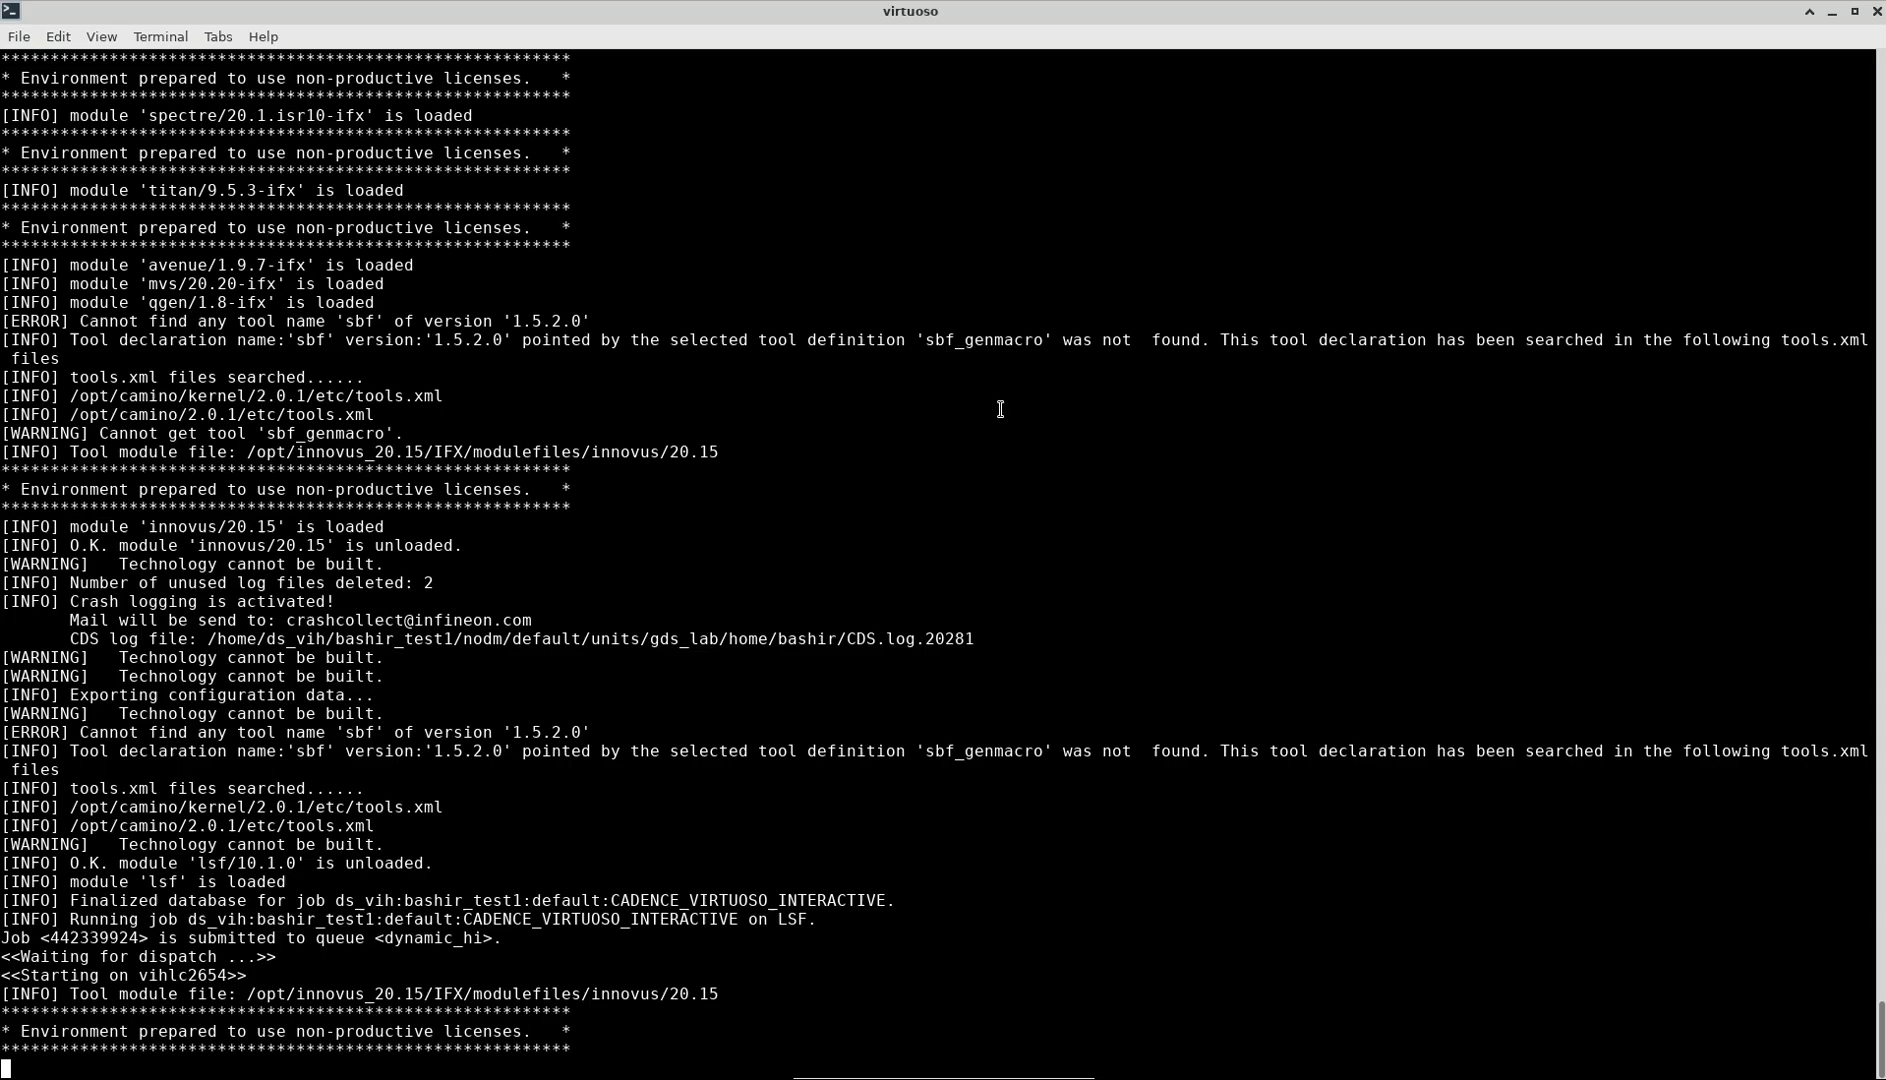 virtuoso
File Edit View Terminal Tabs Help
**********************************************************
* Environment prepared to use non-productive licenses.   *
**********************************************************
[INFO] module 'spectre/20.1.isr10-ifx' is loaded
**********************************************************
* Environment prepared to use non-productive licenses.   *
**********************************************************
[INFO] module 'titan/9.5.3-ifx' is loaded
**********************************************************
* Environment prepared to use non-productive licenses.   *
**********************************************************
[INFO] module 'avenue/1.9.7-ifx' is loaded
[INFO] module 'mvs/20.20-ifx' is loaded
[INFO] module 'qgen/1.8-ifx' is loaded
[ERROR] Cannot find any tool name 'sbf' of version '1.5.2.0'
[INFO] Tool declaration name:'sbf' version:'1.5.2.0' pointed by the selected tool definition 'sbf_genmacro' was not  found. This tool declaration has been searched in the following tools.xml
 files
[INFO] tools.xml files searched......
[INFO] /opt/camino/kernel/2.0.1/etc/tools.xml
[INFO] /opt/camino/2.0.1/etc/tools.xml
[WARNING] Cannot get tool 'sbf_genmacro'.
[INFO] Tool module file: /opt/innovus_20.15/IFX/modulefiles/innovus/20.15
**********************************************************
* Environment prepared to use non-productive licenses.   *
**********************************************************
[INFO] module 'innovus/20.15' is loaded
[INFO] O.K. module 'innovus/20.15' is unloaded.
[WARNING]   Technology cannot be built.
[INFO] Number of unused log files deleted: 2
[INFO] Crash logging is activated!
       Mail will be send to: crashcollect@infineon.com
       CDS log file: /home/ds_vih/bashir_test1/nodm/default/units/gds_lab/home/bashir/CDS.log.20281
[WARNING]   Technology cannot be built.
[WARNING]   Technology cannot be built.
[INFO] Exporting configuration data...
[WARNING]   Technology cannot be built.
[ERROR] Cannot find any tool name 'sbf' of version '1.5.2.0'
[INFO] Tool declaration name:'sbf' version:'1.5.2.0' pointed by the selected tool definition 'sbf_genmacro' was not  found. This tool declaration has been searched in the following tools.xml
 files
[INFO] tools.xml files searched......
[INFO] /opt/camino/kernel/2.0.1/etc/tools.xml
[INFO] /opt/camino/2.0.1/etc/tools.xml
[WARNING]   Technology cannot be built.
[INFO] O.K. module 'lsf/10.1.0' is unloaded.
[INFO] module 'lsf' is loaded
[INFO] Finalized database for job ds_vih:bashir_test1:default:CADENCE_VIRTUOSO_INTERACTIVE.
[INFO] Running job ds_vih:bashir_test1:default:CADENCE_VIRTUOSO_INTERACTIVE on LSF.
Job <442339924> is submitted to queue <dynamic_hi>.
<<Waiting for dispatch ...>>
<<Starting on vihlc2654>>
[INFO] Tool module file: /opt/innovus_20.15/IFX/modulefiles/innovus/20.15
**********************************************************
* Environment prepared to use non-productive licenses.   *
**********************************************************